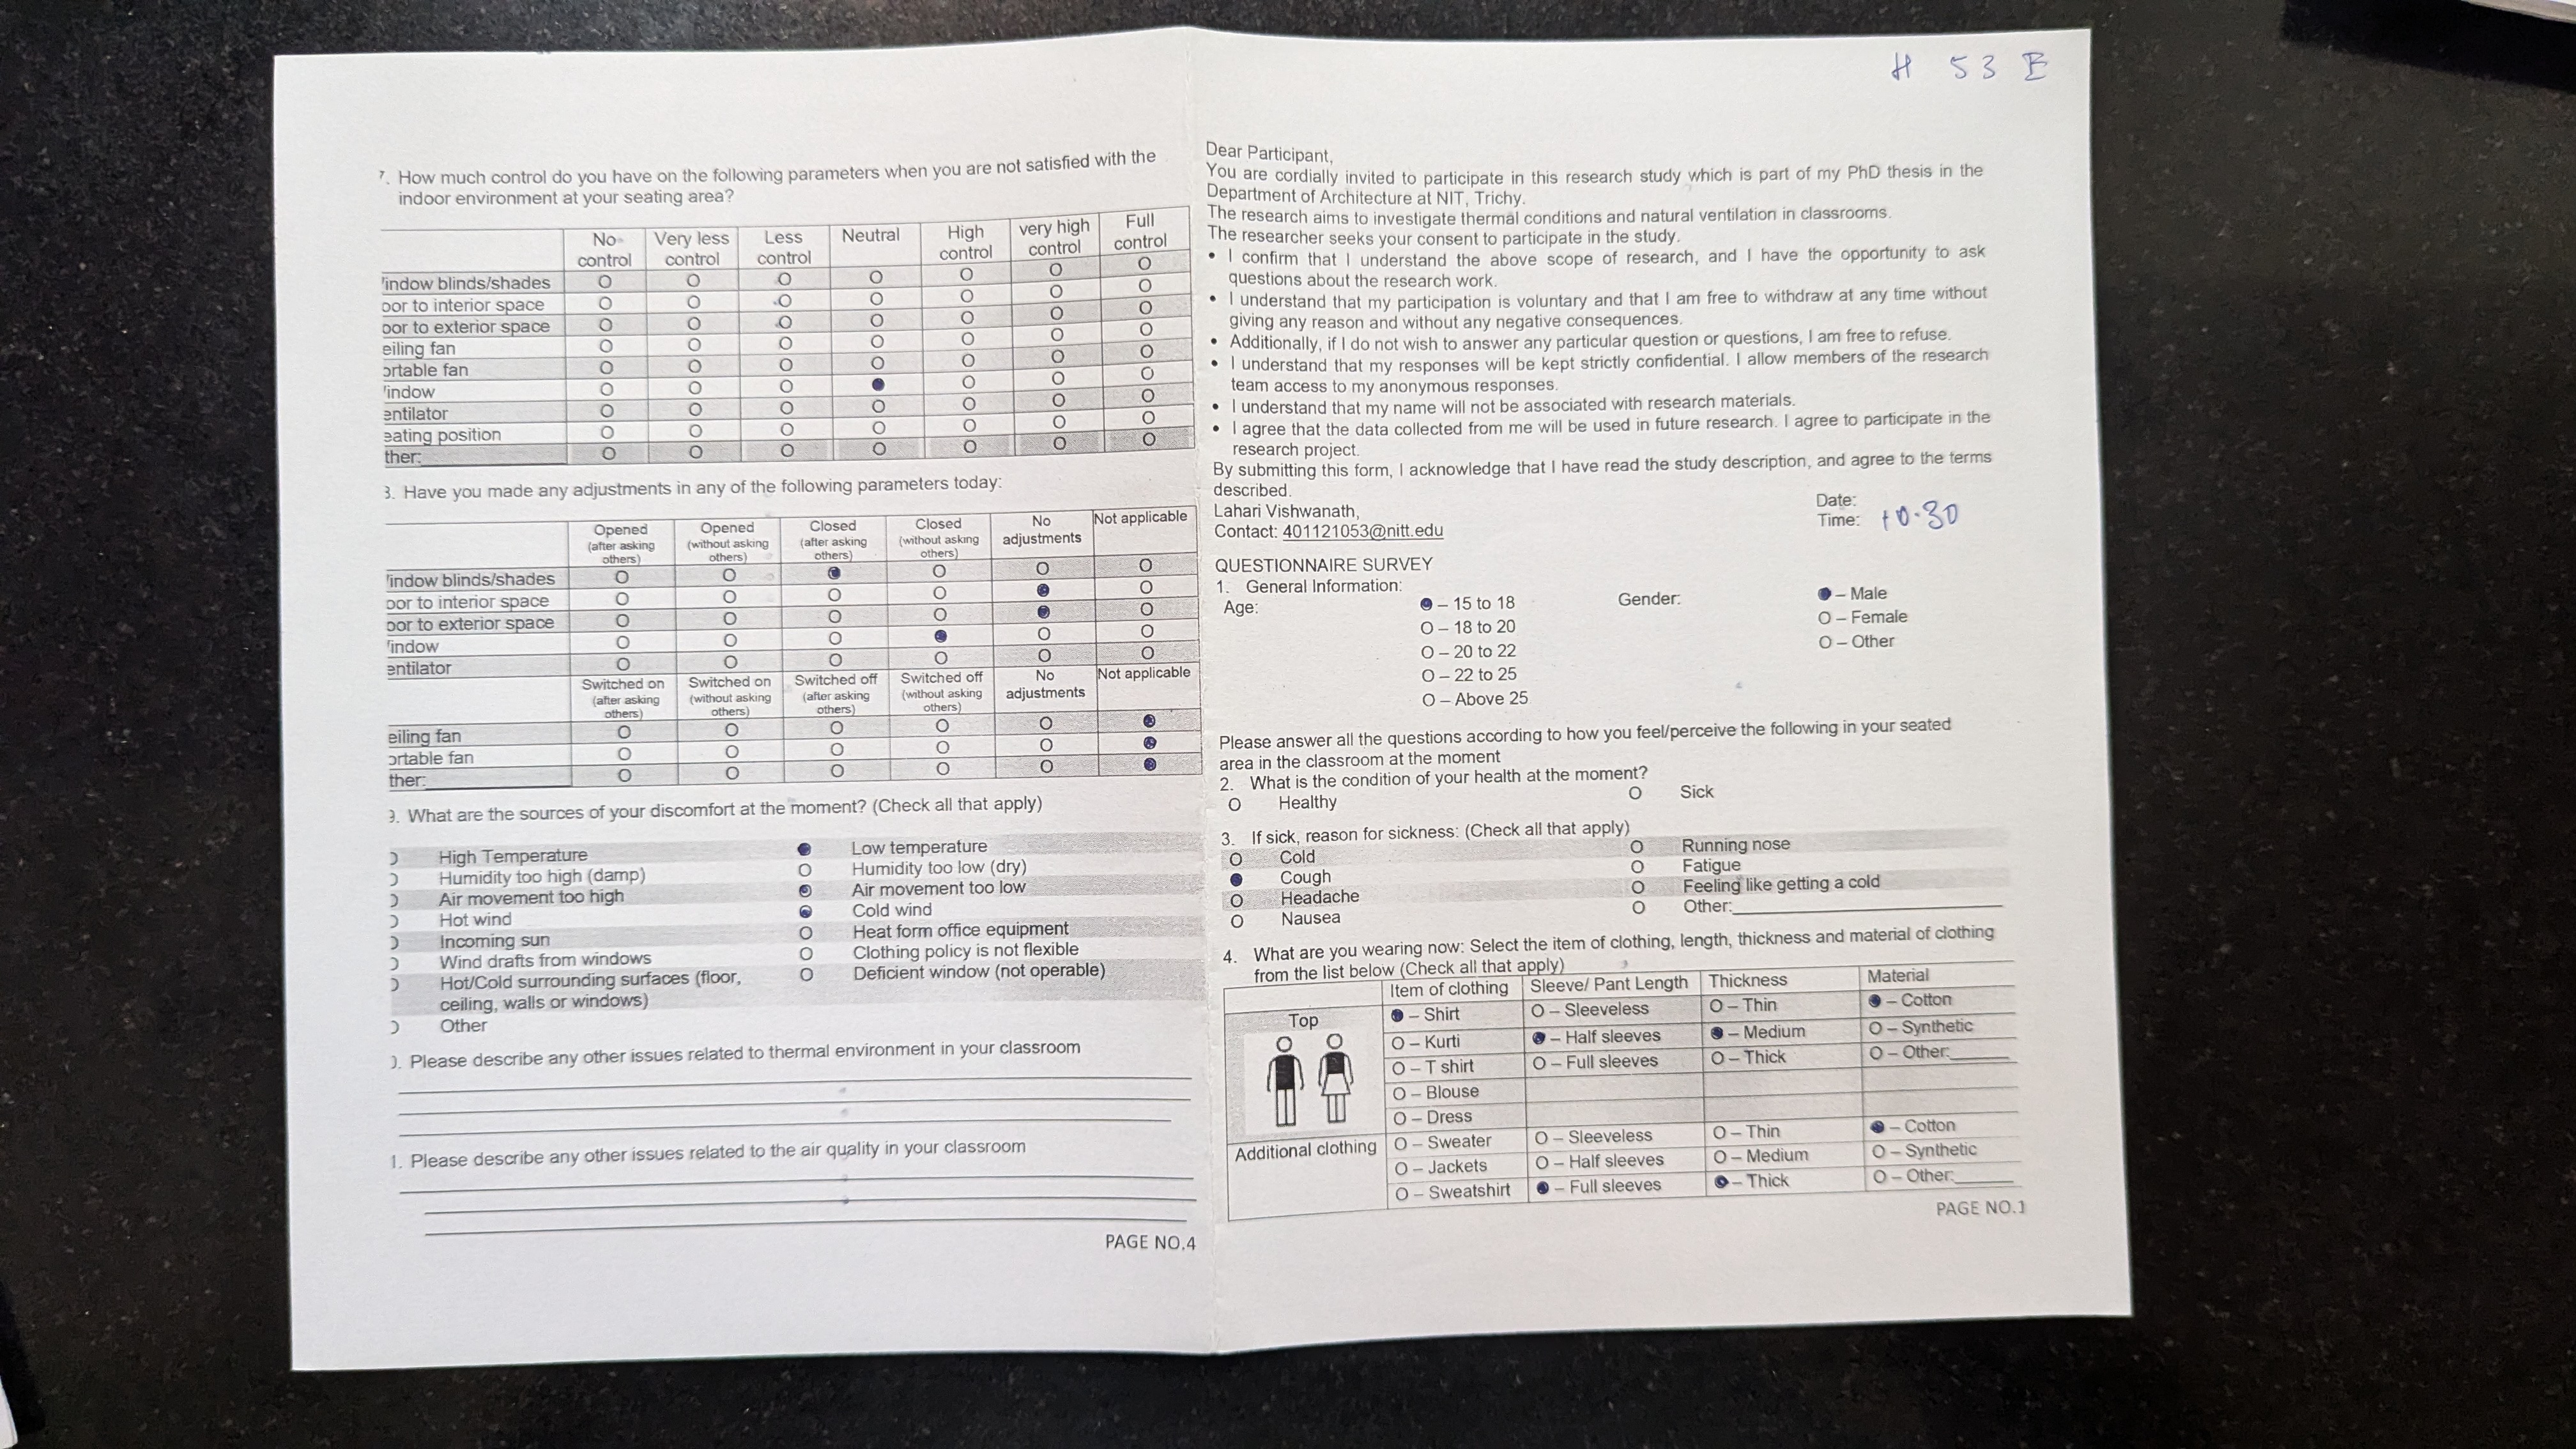 H 53 E
7. How much control do you have on the following parameters when you are not satisfied with the
indoor environment at your seating area?
No control | Very less control | Less control | Neutral | High control | very high control | Full control
indow blinds/shades O O O O O O O
oor to interior space O O O O O O O
oor to exterior space O O O O O O O
eiling fan O O O O O O O
ortable fan O O O O O O O
indow O O O ● O O O
entilator O O O O O O O
eating position O O O O O O O
ther: O O O O O O O
3. Have you made any adjustments in any of the following parameters today:
Opened (after asking others) | Opened (without asking others) | Closed (after asking others) | Closed (without asking others) | No adjustments | Not applicable
indow blinds/shades O O ● O O O
oor to interior space O O O O ● O
oor to exterior space O O O O ● O
indow O O O ● O O
entilator O O O O O O
Switched on (after asking others) | Switched on (without asking others) | Switched off (after asking others) | Switched off (without asking others) | No adjustments | Not applicable
eiling fan O O O O O ●
ortable fan O O O O O ●
ther: O O O O O ●
9. What are the sources of your discomfort at the moment? (Check all that apply)
High Temperature ● Low temperature
Humidity too high (damp) O Humidity too low (dry)
Air movement too high ● Air movement too low
Hot wind ● Cold wind
Incoming sun O Heat form office equipment
Wind drafts from windows O Clothing policy is not flexible
Hot/Cold surrounding surfaces (floor, O Deficient window (not operable)
ceiling, walls or windows)
Other
). Please describe any other issues related to thermal environment in your classroom
1. Please describe any other issues related to the air quality in your classroom
PAGE NO.4
Dear Participant,
You are cordially invited to participate in this research study which is part of my PhD thesis in the
Department of Architecture at NIT, Trichy.
The research aims to investigate thermal conditions and natural ventilation in classrooms.
The researcher seeks your consent to participate in the study.
• I confirm that I understand the above scope of research, and I have the opportunity to ask
questions about the research work.
• I understand that my participation is voluntary and that I am free to withdraw at any time without
giving any reason and without any negative consequences.
• Additionally, if I do not wish to answer any particular question or questions, I am free to refuse.
• I understand that my responses will be kept strictly confidential. I allow members of the research
team access to my anonymous responses.
• I understand that my name will not be associated with research materials.
• I agree that the data collected from me will be used in future research. I agree to participate in the
research project.
By submitting this form, I acknowledge that I have read the study description, and agree to the terms
described.
Lahari Vishwanath,
Contact: 401121053@nitt.edu
Date:
Time: 10.30
QUESTIONNAIRE SURVEY
1. General Information:
Age: ● – 15 to 18 Gender: ● – Male
O – 18 to 20 O – Female
O – 20 to 22 O – Other
O – 22 to 25
O – Above 25
Please answer all the questions according to how you feel/perceive the following in your seated
area in the classroom at the moment
2. What is the condition of your health at the moment?
O Healthy O Sick
3. If sick, reason for sickness: (Check all that apply)
O Cold O Running nose
● Cough O Fatigue
O Headache O Feeling like getting a cold
O Nausea O Other:
4. What are you wearing now: Select the item of clothing, length, thickness and material of clothing
from the list below (Check all that apply)
Item of clothing | Sleeve/ Pant Length | Thickness | Material
Top ● – Shirt O – Sleeveless O – Thin ● – Cotton
O – Kurti ● – Half sleeves ● – Medium O – Synthetic
O – T shirt O – Full sleeves O – Thick O – Other:
O – Blouse
O – Dress
Additional clothing O – Sweater O – Sleeveless O – Thin ● – Cotton
O – Jackets O – Half sleeves O – Medium O – Synthetic
O – Sweatshirt ● – Full sleeves ● – Thick O – Other:
PAGE NO.1